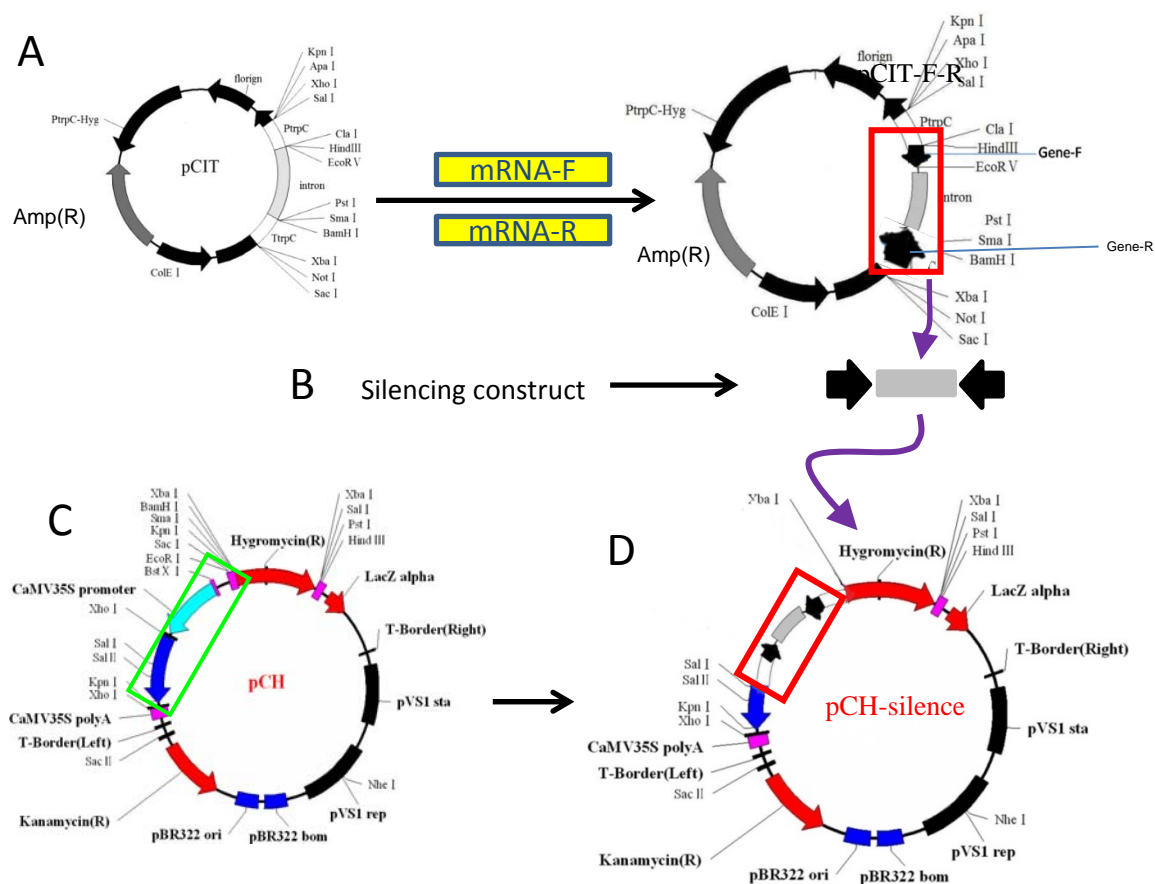 A
Kpn I
Apa I
Xho I
Sal I
florign
PtrpC-Hyg
PtrpC
Cla I
HindIII
EcoR V
pCIT
intron
Amp(R)
Pst I
Sma I
BamH I
TtrpC
ColE I
Xba I
Not I
Sac I
mRNA-F
mRNA-R
Kpn I
Apa I
Xho I
Sal I
florign
pCIT-F-R
PtrpC-Hyg
PtrpC
Cla I
HindIII
EcoR V
Gene-F
intron
Pst I
Sma I
BamH I
Gene-R
Amp(R)
ColE I
Xba I
Not I
Sac I
B
Silencing construct
C
Xba I
BamH I
Sma I
Kpn I
Sac I
EcoR I
BstX I
CaMV35S promoter
Xho I
Sal I
Sal II
Kpn I
Xho I
CaMV35S polyA
T-Border(Left)
Sac II
Kanamycin(R)
pBR322 ori
pBR322 bom
pVS1 rep
Nhe I
pVS1 sta
T-Border(Right)
LacZ alpha
Xba I
Sal I
Pst I
Hind III
Hygromycin(R)
pCH
D
Xba I
Sal I
Pst I
Hind III
Hygromycin(R)
LacZ alpha
T-Border(Right)
Sal I
Sal II
Kpn I
Xho I
pCH-silence
pVS1 sta
CaMV35S polyA
T-Border(Left)
Sac II
Nhe I
pVS1 rep
Kanamycin(R)
pBR322 ori
pBR322 bom